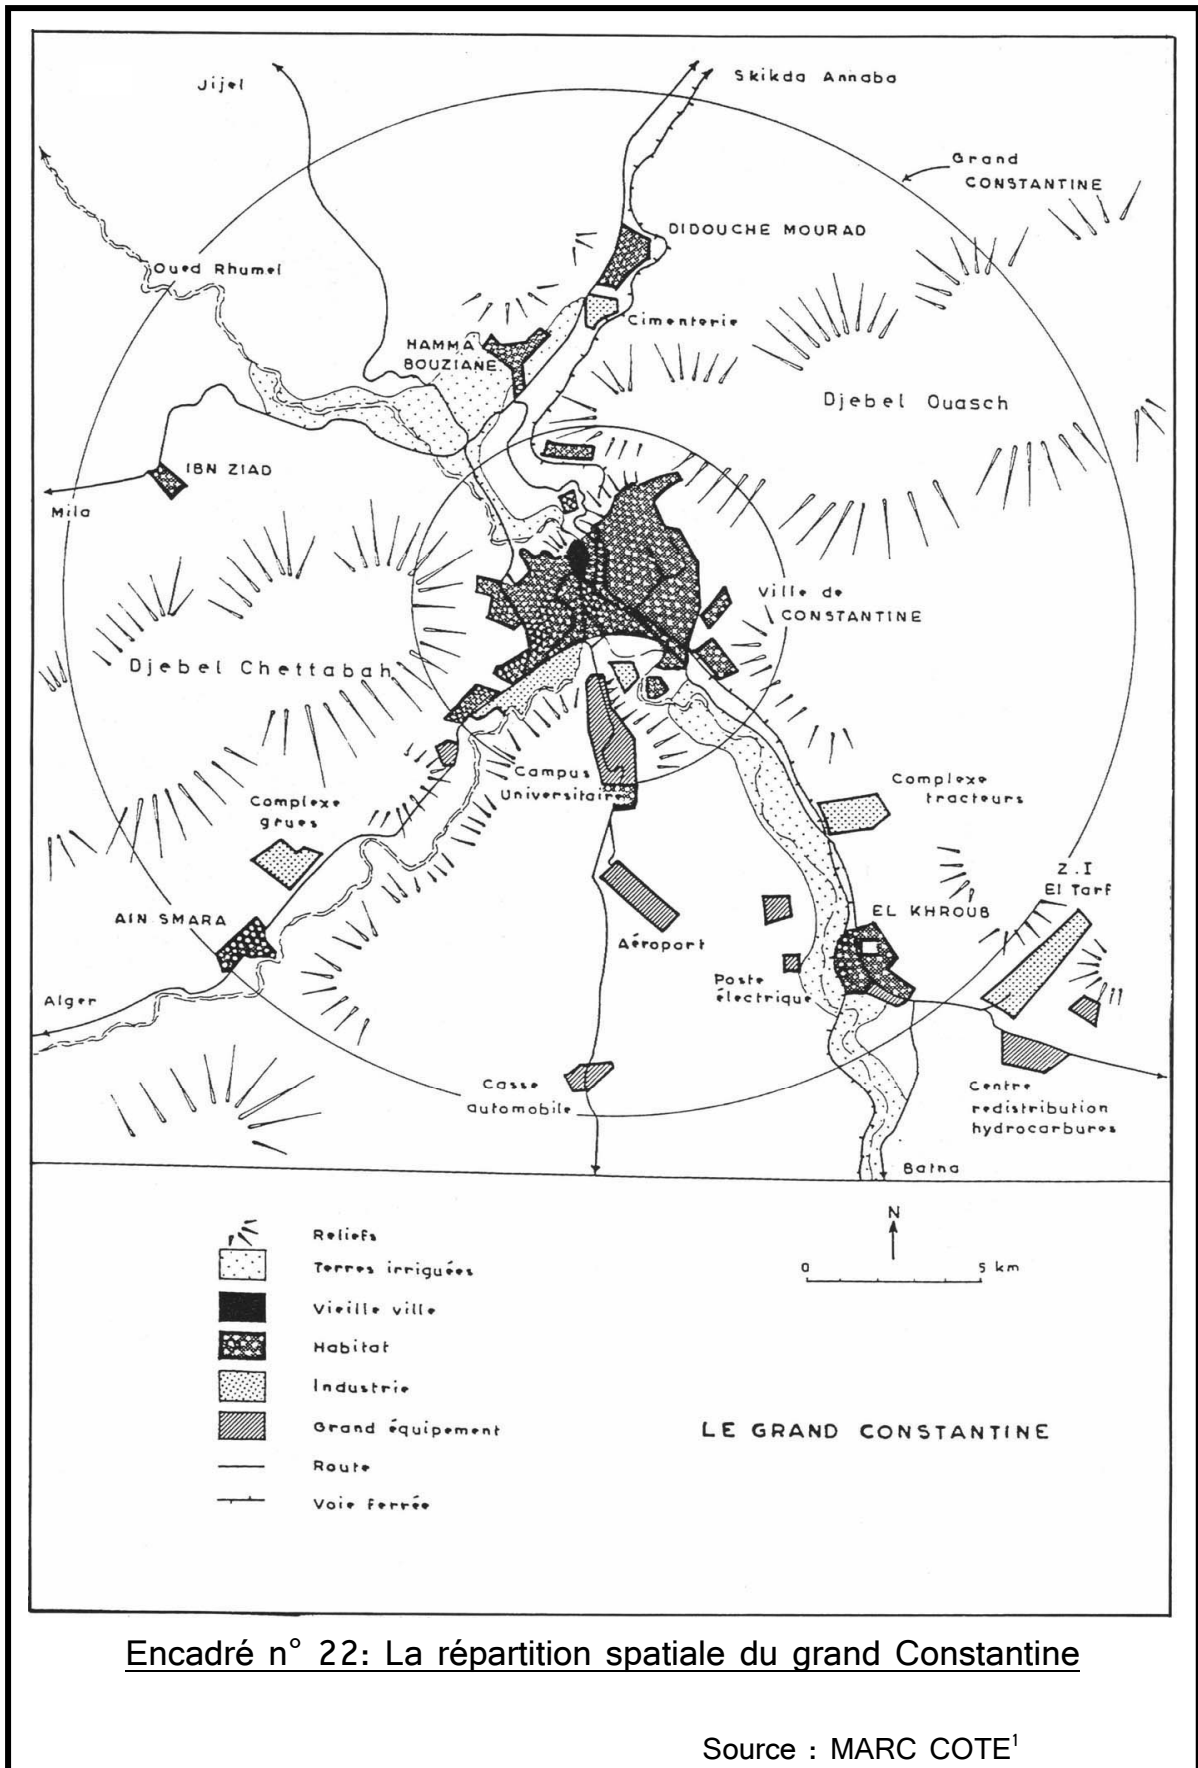 Jijel
Skikda Annaba
Grand
CONSTANTINE
DIDOUCHE MOURAD
Oued Rhumel
Cimenterie
HAMMA
BOUZIANE
Djebel Ouasch
IBN ZIAD
Mila
Ville de
CONSTANTINE
Djebel Chettabah
Campus
Universitaire
Complexe
tracteurs
Complexe
grues
Z.I
El Tarf
AIN SMARA
EL KHROUB
Aéroport
Poste
électrique
Alger
Casse
automobile
Centre
redistribution
hydrocarbures
Batna
Reliefs
Terres irriguées
Vieille ville
Habitat
Industrie
Grand équipement
Route
Voie ferrée
N
0 5 km
LE GRAND CONSTANTINE
Encadré n° 22: La répartition spatiale du grand Constantine
Source : MARC COTE¹